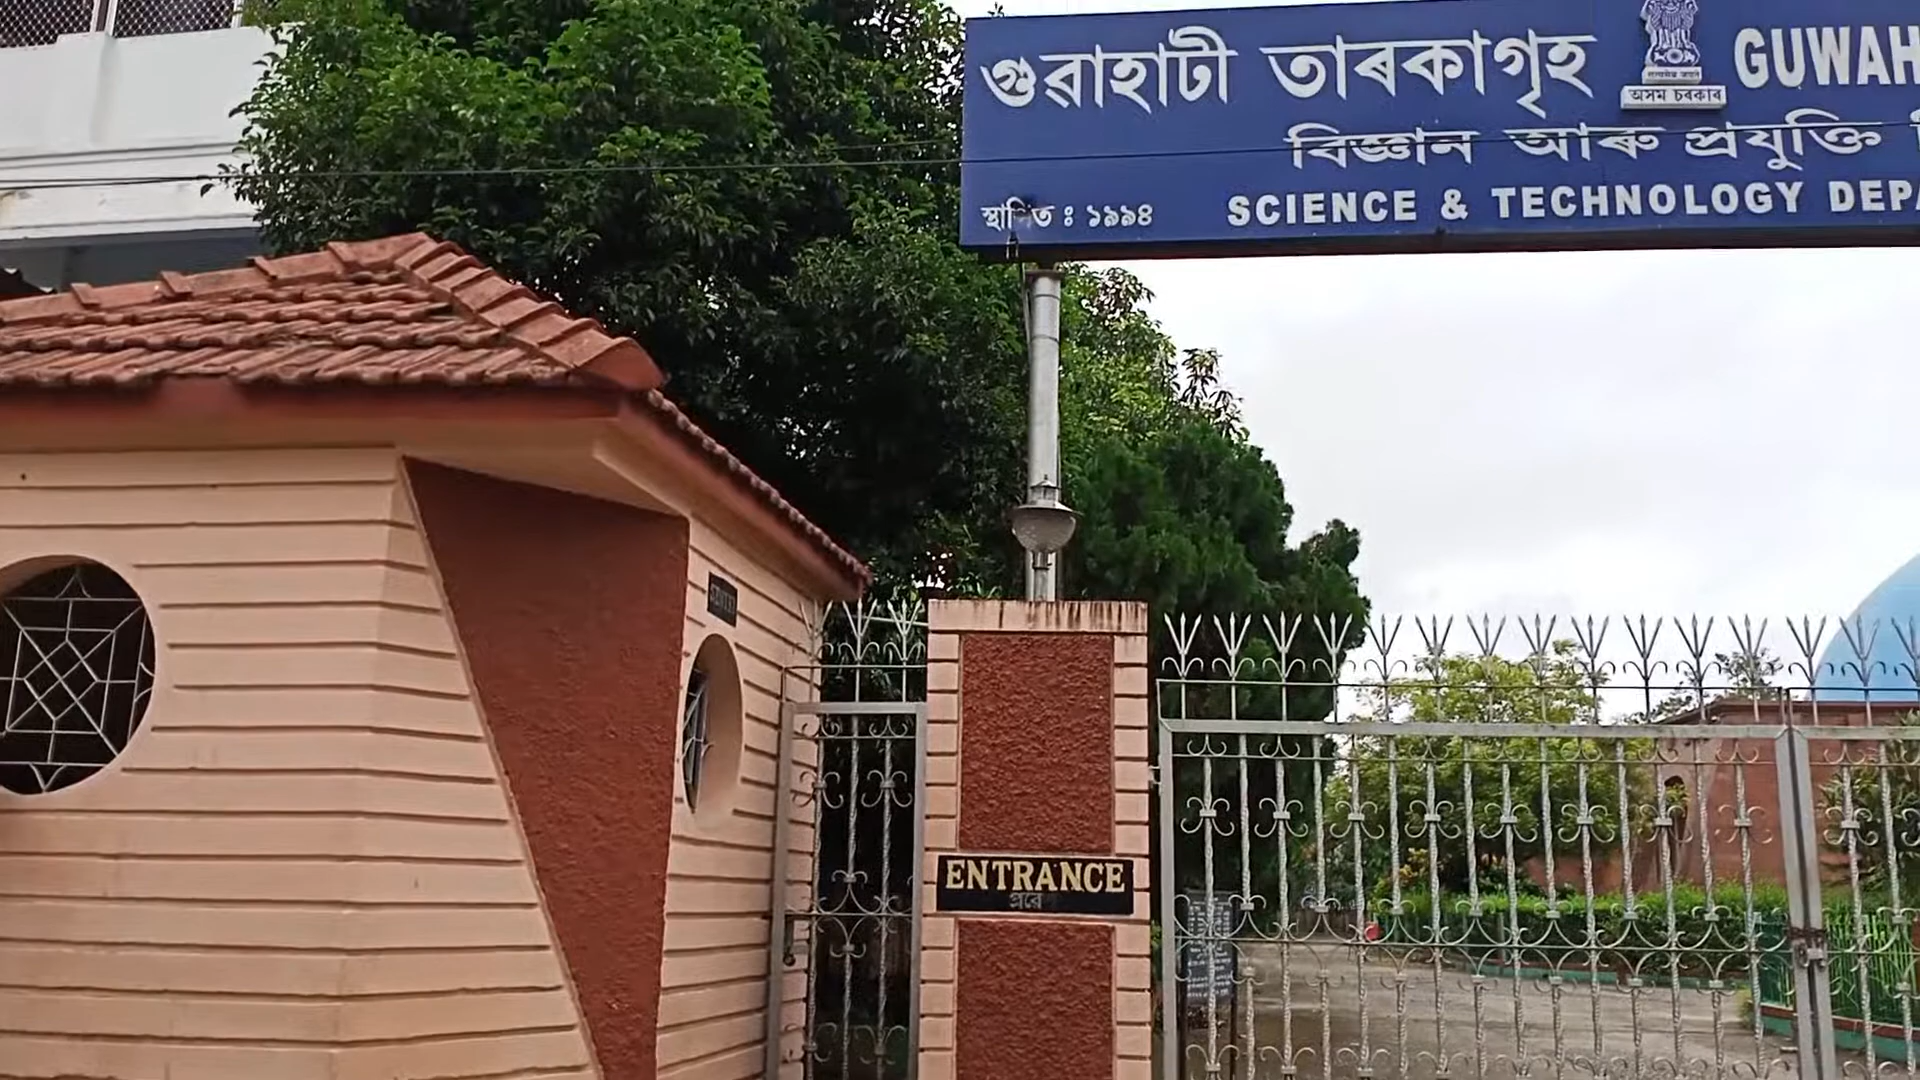 গুৱাহাটী তাৰকাগৃহ
অসম চৰকাৰ
GUWAH
বিজ্ঞান আৰু প্ৰযুক্তি
স্থাপিত : ১৯৯৪
SCIENCE & TECHNOLOGY DEPA
ENTRANCE